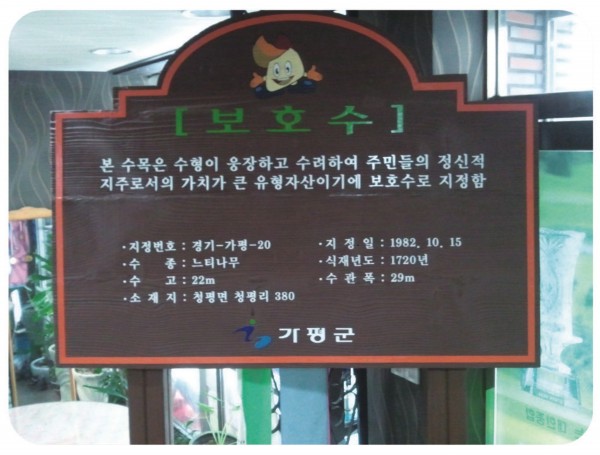 [보호수]
본 수목은 수형이 웅장하고 수려하여 주민들의 정신적
지주로서의 가치가 큰 유형자산이기에 보호수로 지정함
·지정번호 : 경기-가평-20
·지 정 일 : 1982. 10. 15
·수 종 : 느티나무
·식재년도 : 1720년
·수 고 : 22m
·수 관 폭 : 29m
·소 재 지 : 청평면 청평리 380
가평군